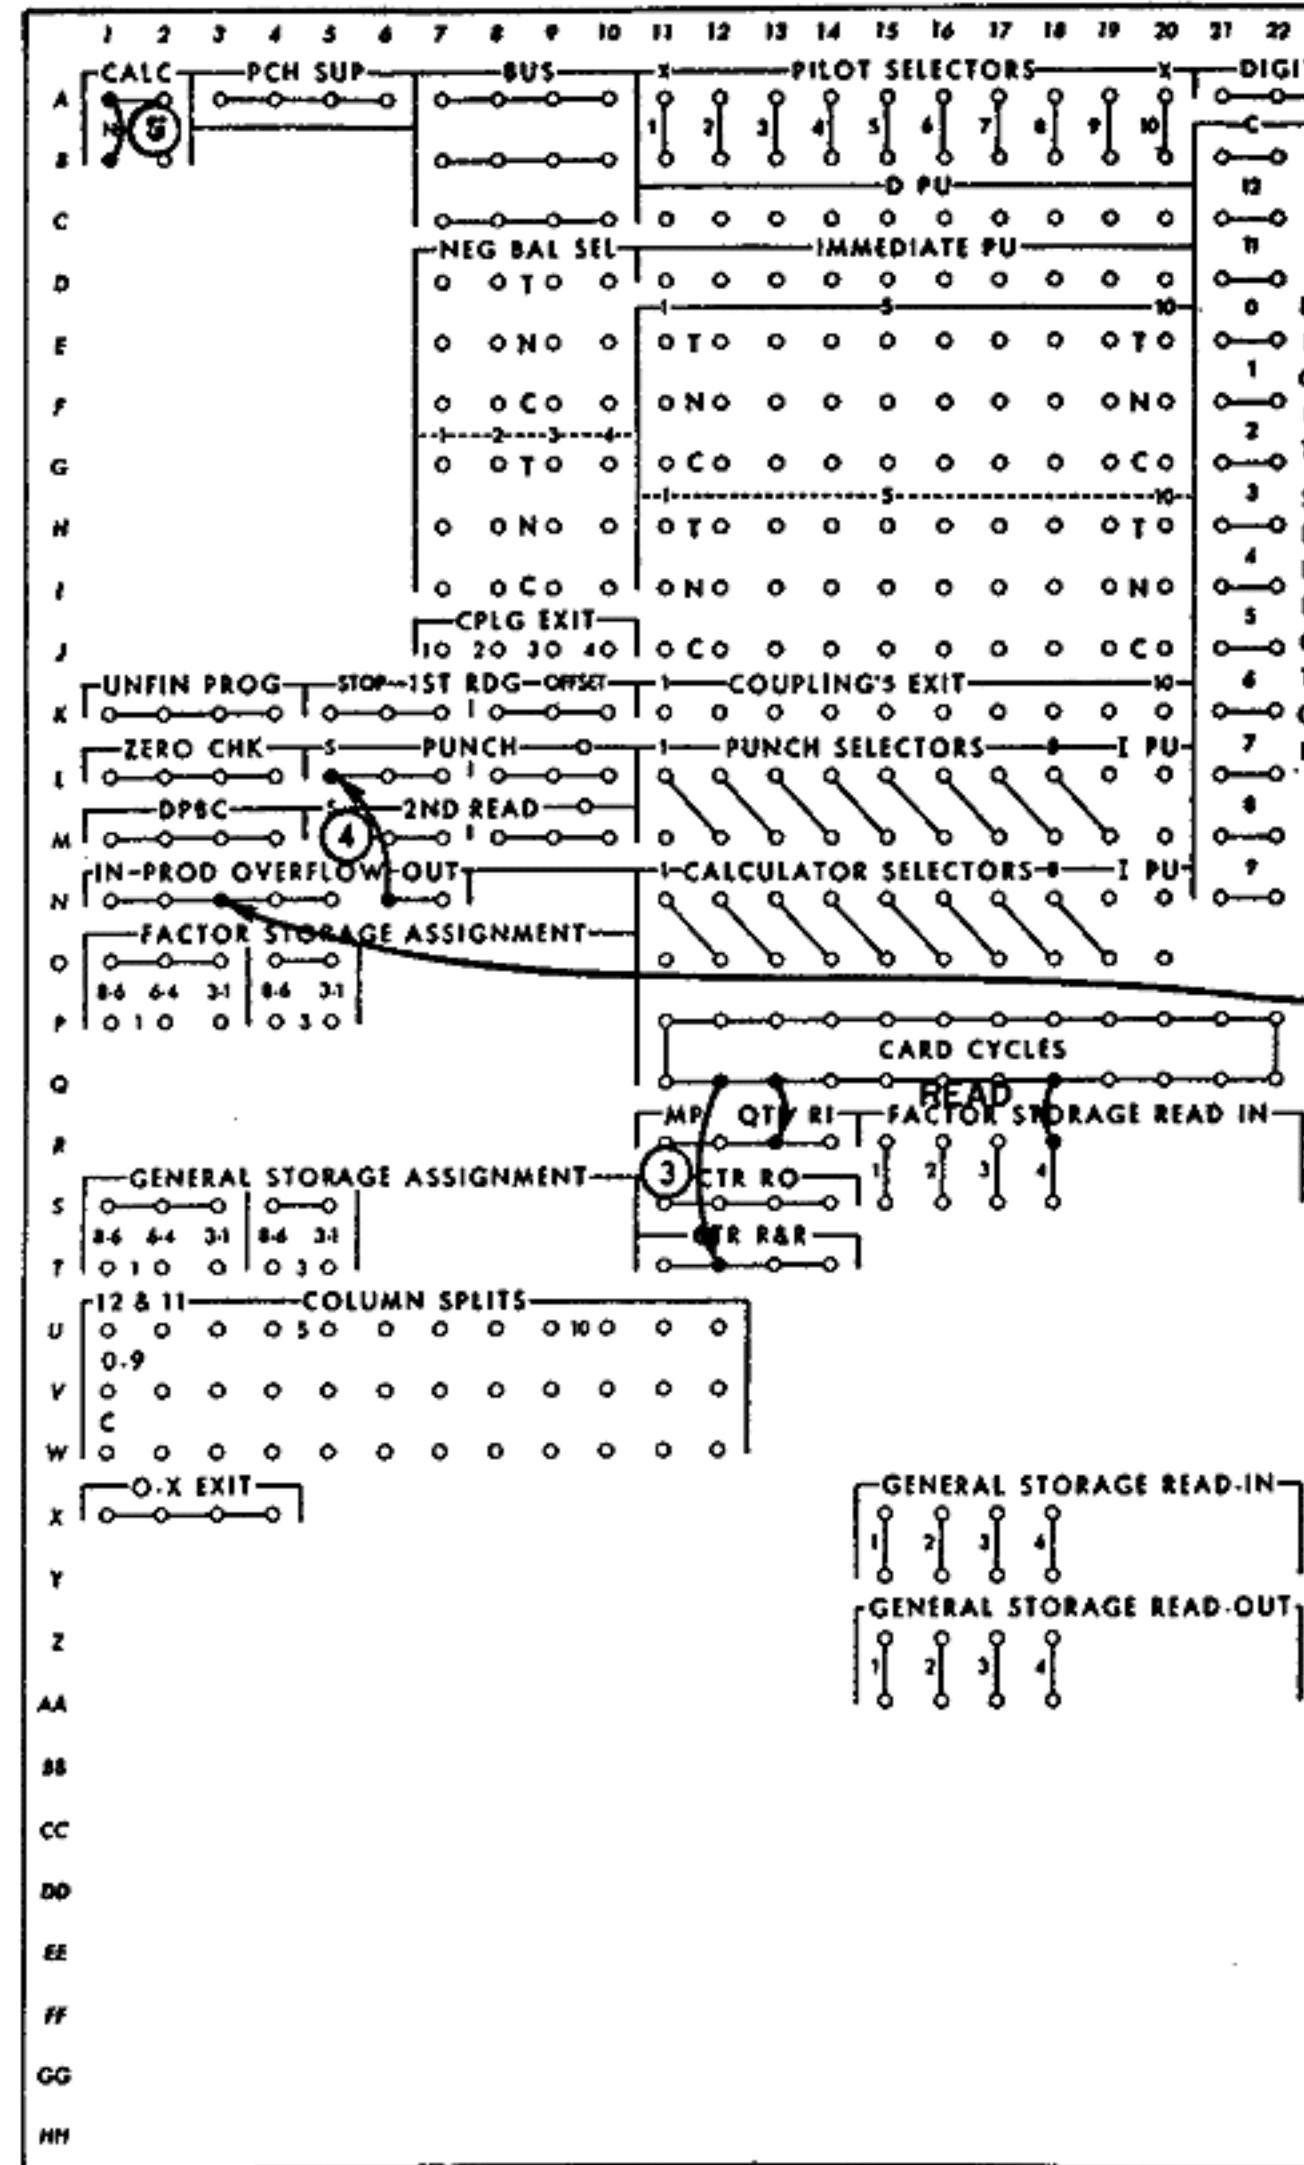 1 2 3 4 5 6 7 8 9 10 11 12 13 14 15 16 17 18 19 20 21 22
CALC PCH SUP BUS X PILOT SELECTORS X DIGI
A
N 5 1 2 3 4 5 6 7 8 9 10 C
B
D PU 12
C
NEG BAL SEL IMMEDIATE PU 11
D T
1 5 10 0
E N T T
1
F C N N
1 2 3 4 2
G T C C
1 5 10 3
H N T T
4
I C N N
CPLG EXIT 5
J 1 2 3 4 C C
UNFIN PROG STOP 1ST RDG OFFSET 1 COUPLING'S EXIT 10 6
K
ZERO CHK S PUNCH O 1 PUNCH SELECTORS 8 I PU 7
L
DPBC S 2ND READ O 8
M 4
IN-PROD OVERFLOW OUT 1 CALCULATOR SELECTORS 8 I PU 9
N
FACTOR STORAGE ASSIGNMENT
O
8-6 6-4 3-1 8-6 3-1
P 1 3
CARD CYCLES
Q
READ
MP QTY RI FACTOR STORAGE READ IN
R
3 1 2 3 4
GENERAL STORAGE ASSIGNMENT CTR RO
S
8-6 6-4 3-1 8-6 3-1 CTR R&R
T 1 3
12 & 11 COLUMN SPLITS
U 5 10
0-9
V
C
W
O-X EXIT GENERAL STORAGE READ-IN
X
1 2 3 4
Y
GENERAL STORAGE READ-OUT
Z
1 2 3 4
AA
BB
CC
DD
EE
FF
GG
HH